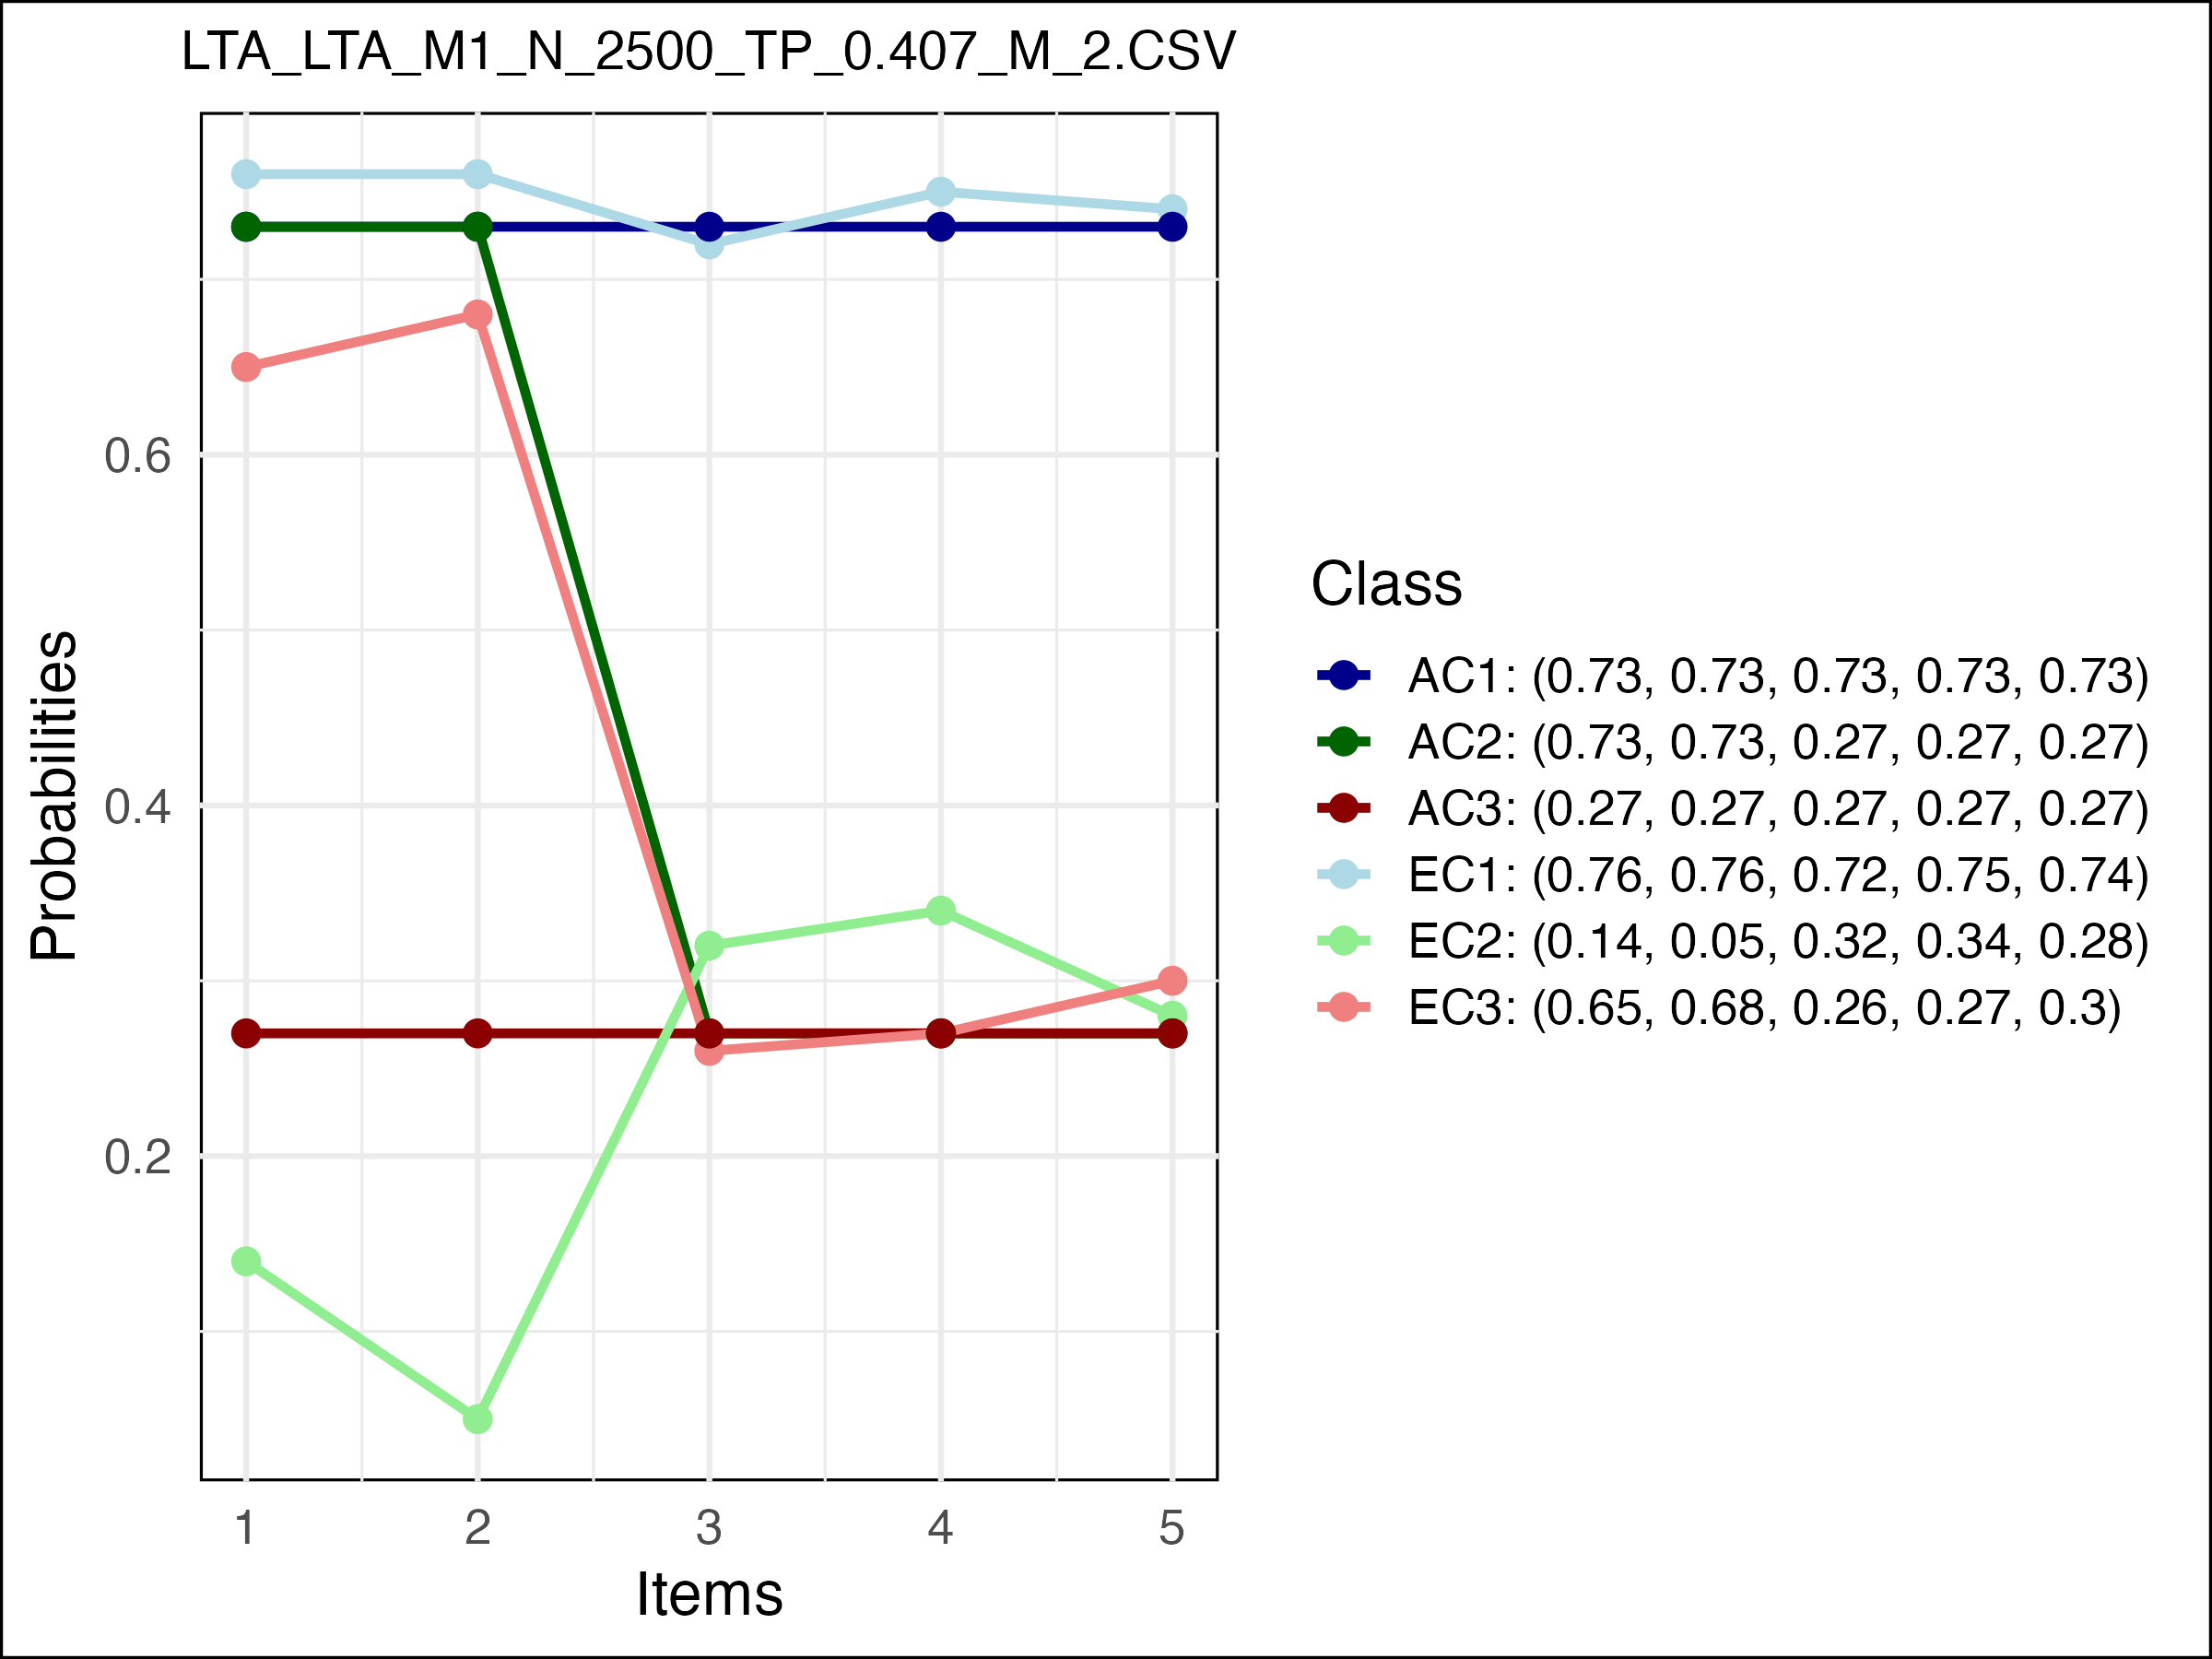 LTA_LTA_M1_N_2500_TP_0.407_M_2.CSV
Probabilities
0.6
0.4
0.2
1 2 3 4 5
Items
Class
AC1: (0.73, 0.73, 0.73, 0.73, 0.73)
AC2: (0.73, 0.73, 0.27, 0.27, 0.27)
AC3: (0.27, 0.27, 0.27, 0.27, 0.27)
EC1: (0.76, 0.76, 0.72, 0.75, 0.74)
EC2: (0.14, 0.05, 0.32, 0.34, 0.28)
EC3: (0.65, 0.68, 0.26, 0.27, 0.3)